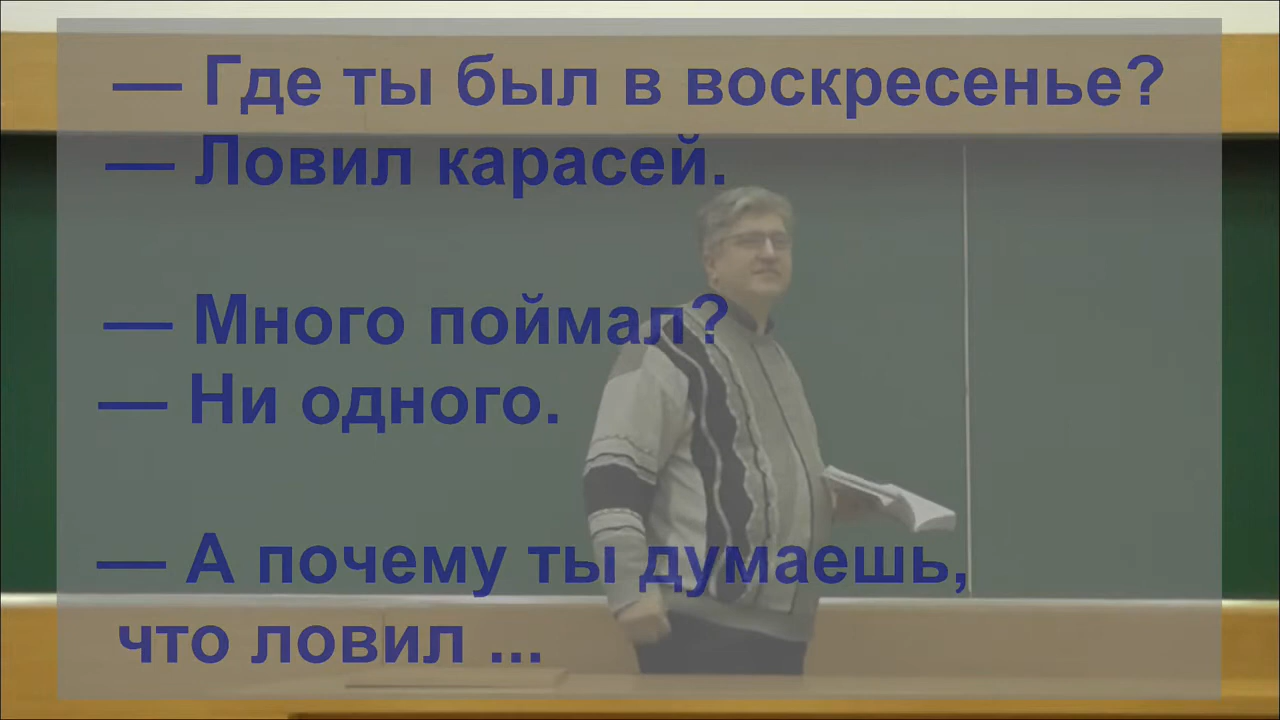 — Где ты был в воскресенье?
— Ловил карасей.
— Много поймал?
— Ни одного.
— А почему ты думаешь,
что ловил ...